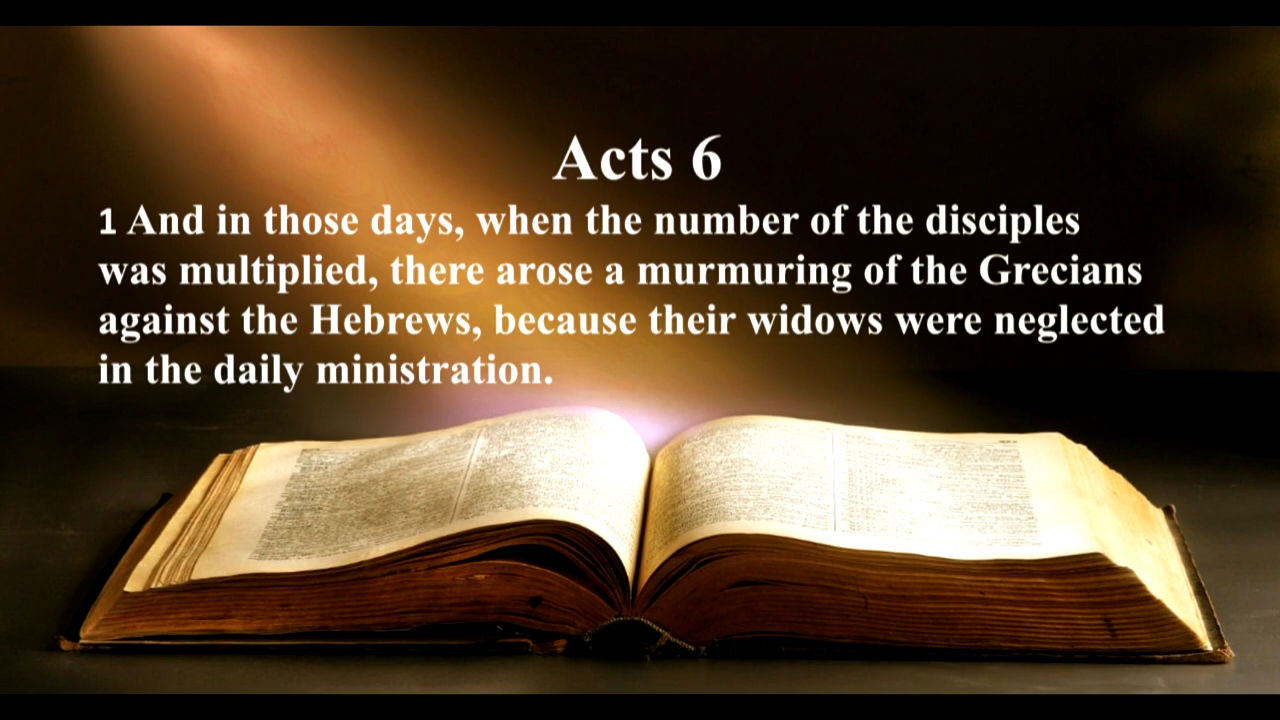 Acts 6
1 And in those days, when the number of the disciples
was multiplied, there arose a murmuring of the Grecians
against the Hebrews, because their widows were neglected
in the daily ministration.